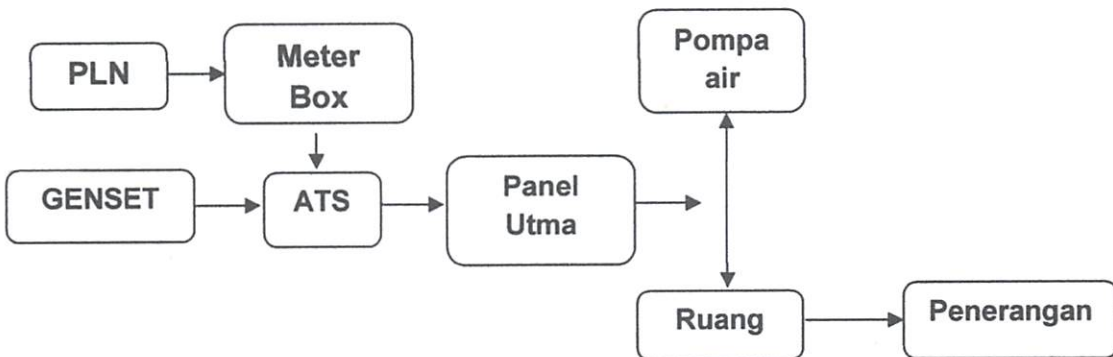 PLN
Meter
Box
Pompa
air
GENSET
ATS
Panel
Utma
Ruang
Penerangan